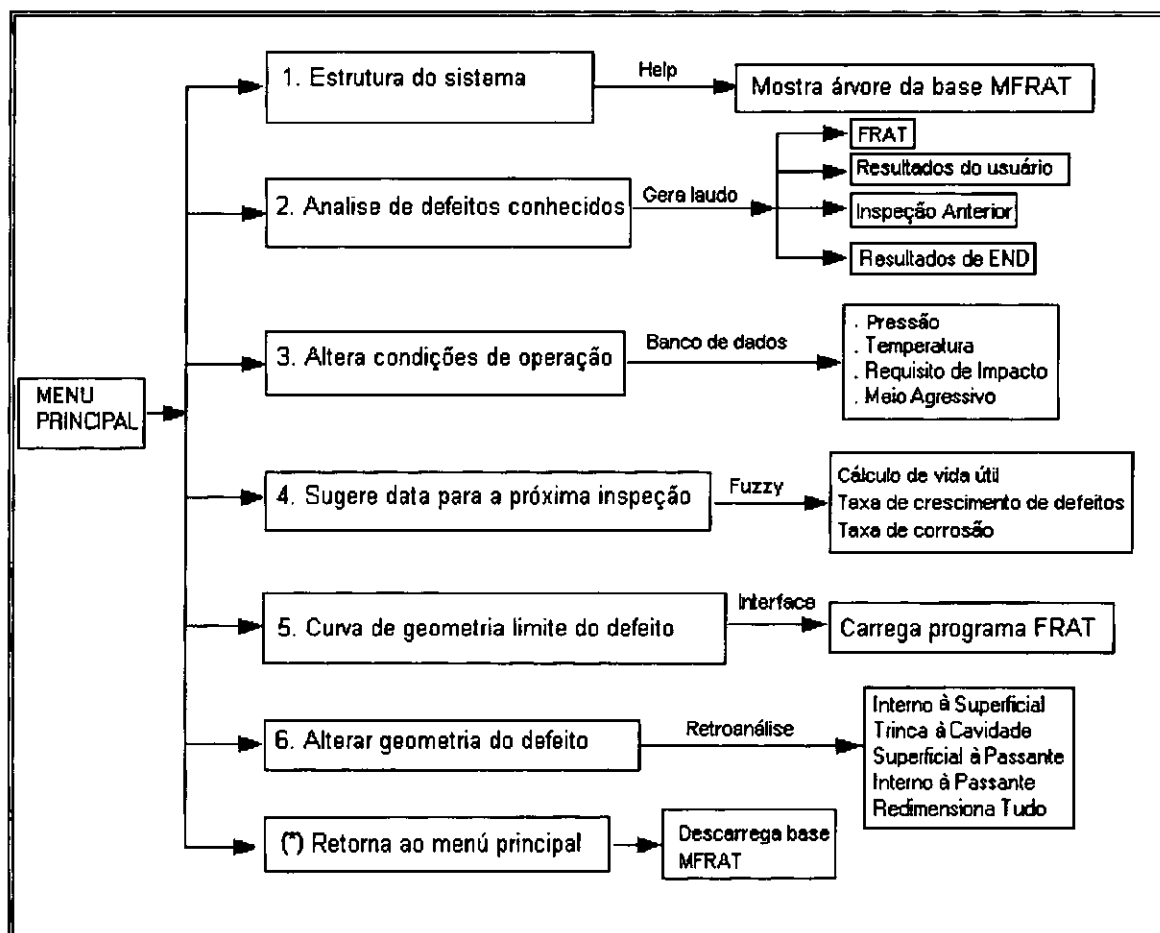 1. Estrutura do sistema
Help
Mostra árvore da base MFRAT
2. Analise de defeitos conhecidos
Gera laudo
FRAT
Resultados do usuário
Inspeção Anterior
Resultados de END
3. Altera condições de operação
Banco de dados
. Pressão
. Temperatura
. Requisito de Impacto
. Meio Agressivo
MENU
PRINCIPAL
4. Sugere data para a próxima inspeção
Fuzzy
Cálculo de vida útil
Taxa de crescimento de defeitos
Taxa de corrosão
5. Curva de geometria limite do defeito
Interface
Carrega programa FRAT
6. Alterar geometria do defeito
Retroanálise
Interno à Superficial
Trinca à Cavidade
Superficial à Passante
Interno à Passante
Redimensiona Tudo
(*) Retorna ao menú principal
Descarrega base
MFRAT